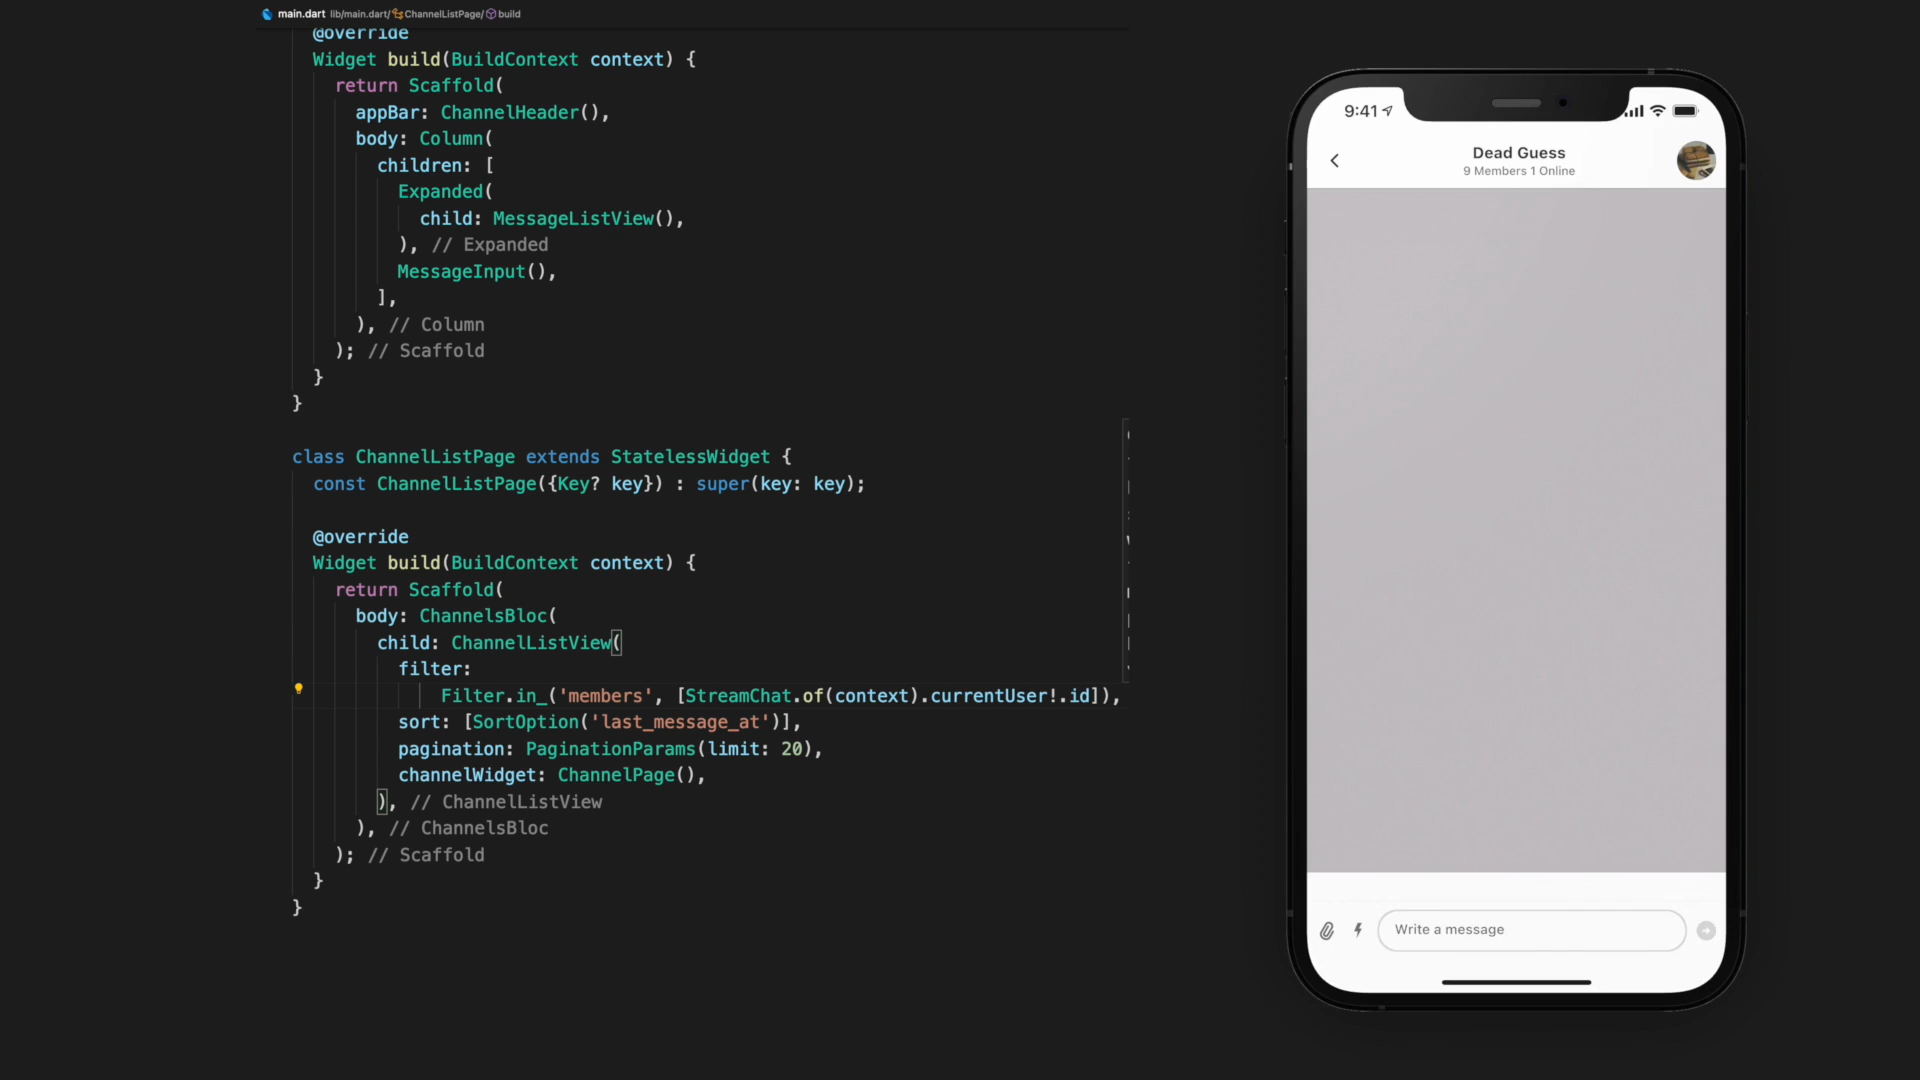 main.dart lib/main.dart/ChannelListPage/build
@override
Widget build(BuildContext context) {
return Scaffold(
appBar: ChannelHeader(),
body: Column(
children: [
Expanded(
child: MessageListView(),
), // Expanded
MessageInput(),
],
), // Column
); // Scaffold
}
}
class ChannelListPage extends StatelessWidget {
const ChannelListPage({Key? key}) : super(key: key);
@override
Widget build(BuildContext context) {
return Scaffold(
body: ChannelsBloc(
child: ChannelListView(
filter:
Filter.in_('members', [StreamChat.of(context).currentUser!.id]),
sort: [SortOption('last_message_at')],
pagination: PaginationParams(limit: 20),
channelWidget: ChannelPage(),
), // ChannelListView
), // ChannelsBloc
); // Scaffold
}
}
9:41
Dead Guess
9 Members 1 Online
Write a message